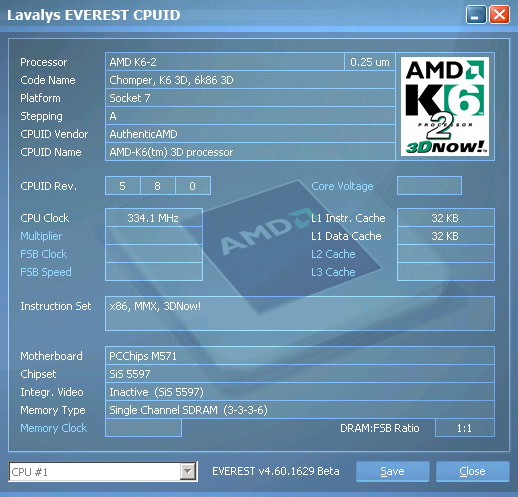 Lavalys EVEREST CPUID
Processor AMD K6-2 0.25 um
Code Name Chomper, K6 3D, 6k86 3D
Platform Socket 7
Stepping A
CPUID Vendor AuthenticAMD
CPUID Name AMD-K6(tm) 3D processor
AMD
K6
PROCESSOR
2
3DNow!™
CPUID Rev. 5 8 0 Core Voltage
CPU Clock 334.1 MHz L1 Instr. Cache 32 KB
Multiplier L1 Data Cache 32 KB
FSB Clock L2 Cache
FSB Speed L3 Cache
AMD
Instruction Set x86, MMX, 3DNow!
Motherboard PCChips M571
Chipset SiS 5597
Integr. Video Inactive (SiS 5597)
Memory Type Single Channel SDRAM (3-3-3-6)
Memory Clock DRAM:FSB Ratio 1:1
CPU #1 EVEREST v4.60.1629 Beta Save Close